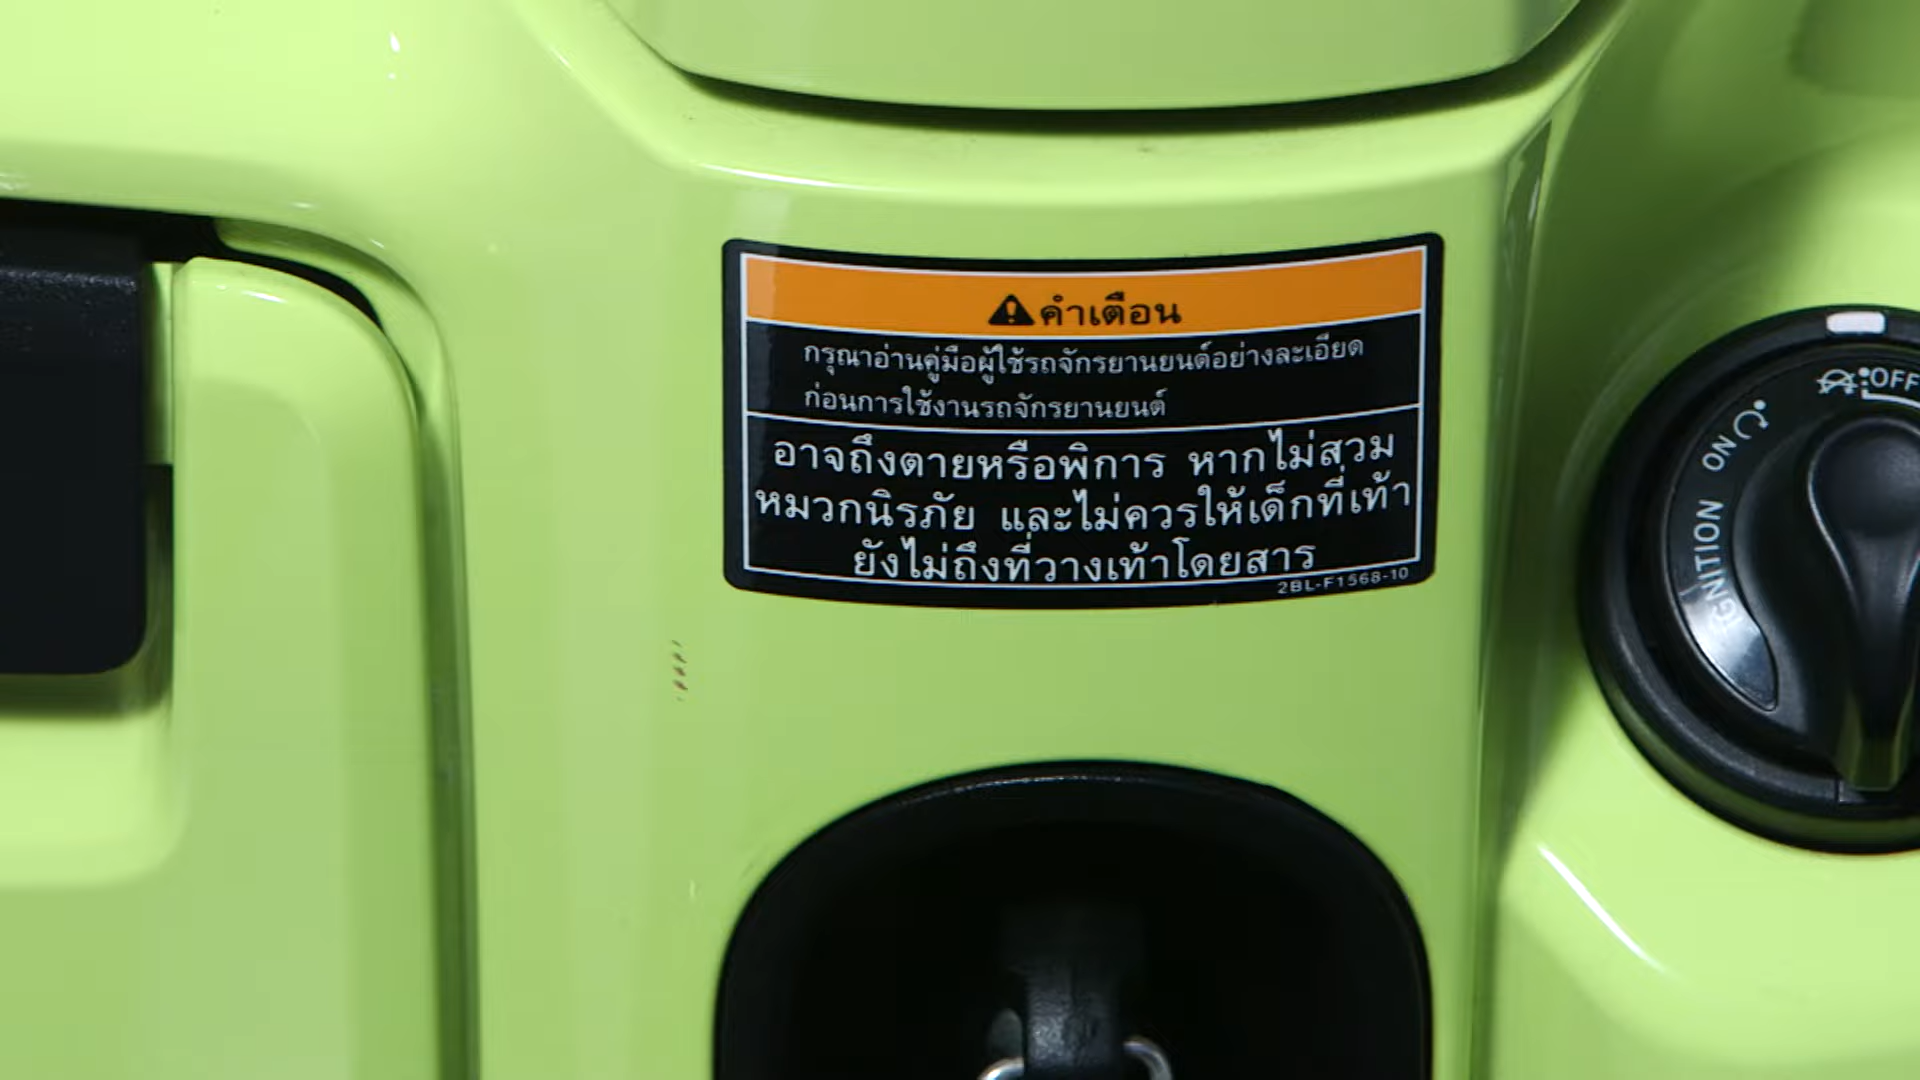 คำเตือน
กรุณาอ่านคู่มือผู้ใช้รถจักรยานยนต์อย่างละเอียด
ก่อนการใช้งานรถจักรยานยนต์
อาจถึงตายหรือพิการ หากไม่สวม
หมวกนิรภัย และไม่ควรให้เด็กที่เท้า
ยังไม่ถึงที่วางเท้าโดยสาร
2BL-F1568-10
OFF
ON
IGNITION